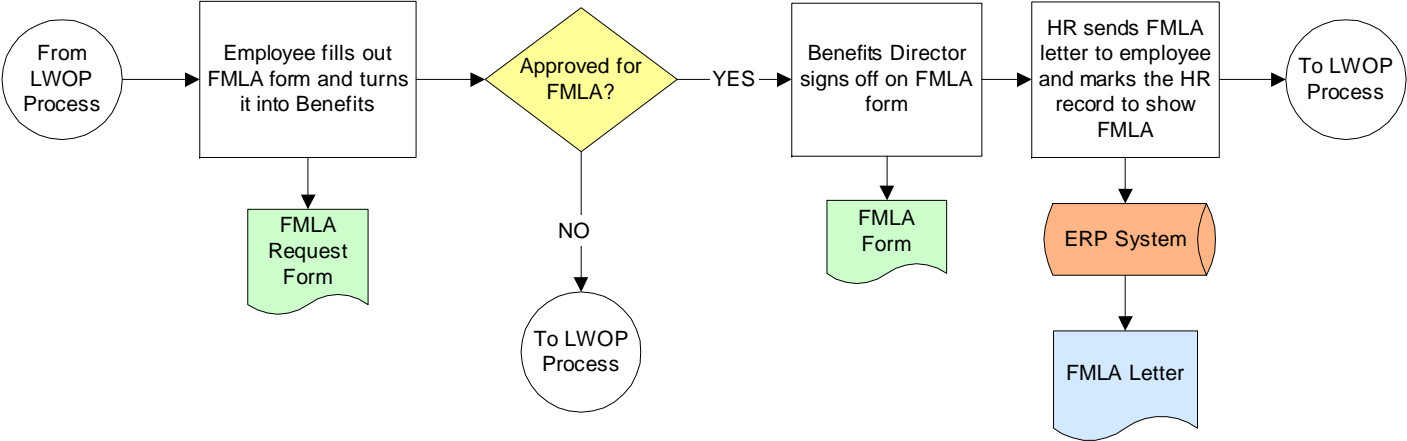 From
LWOP
Process
Employee fills out
FMLA form and turns
it into Benefits
Approved for
FMLA?
YES
Benefits Director
signs off on FMLA
form
HR sends FMLA
letter to employee
and marks the HR
record to show
FMLA
To LWOP
Process
FMLA
Request
Form
NO
FMLA
Form
ERP System
To LWOP
Process
FMLA Letter